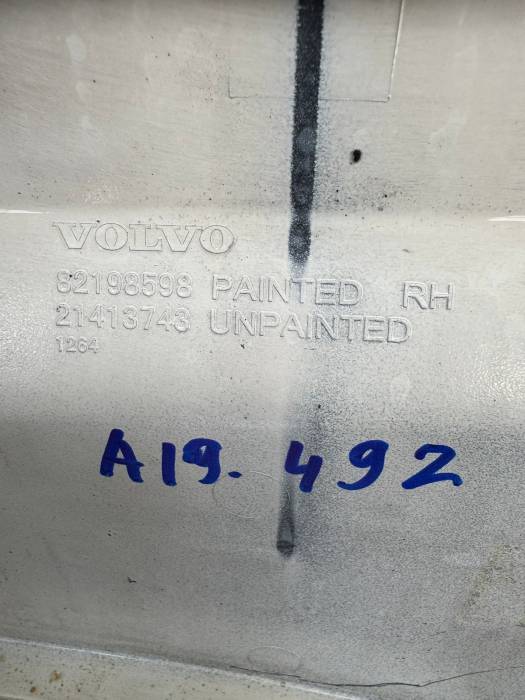 VOLVO
82198598 PAINTED RH
21413743 UNPAINTED
1264
A19. 492